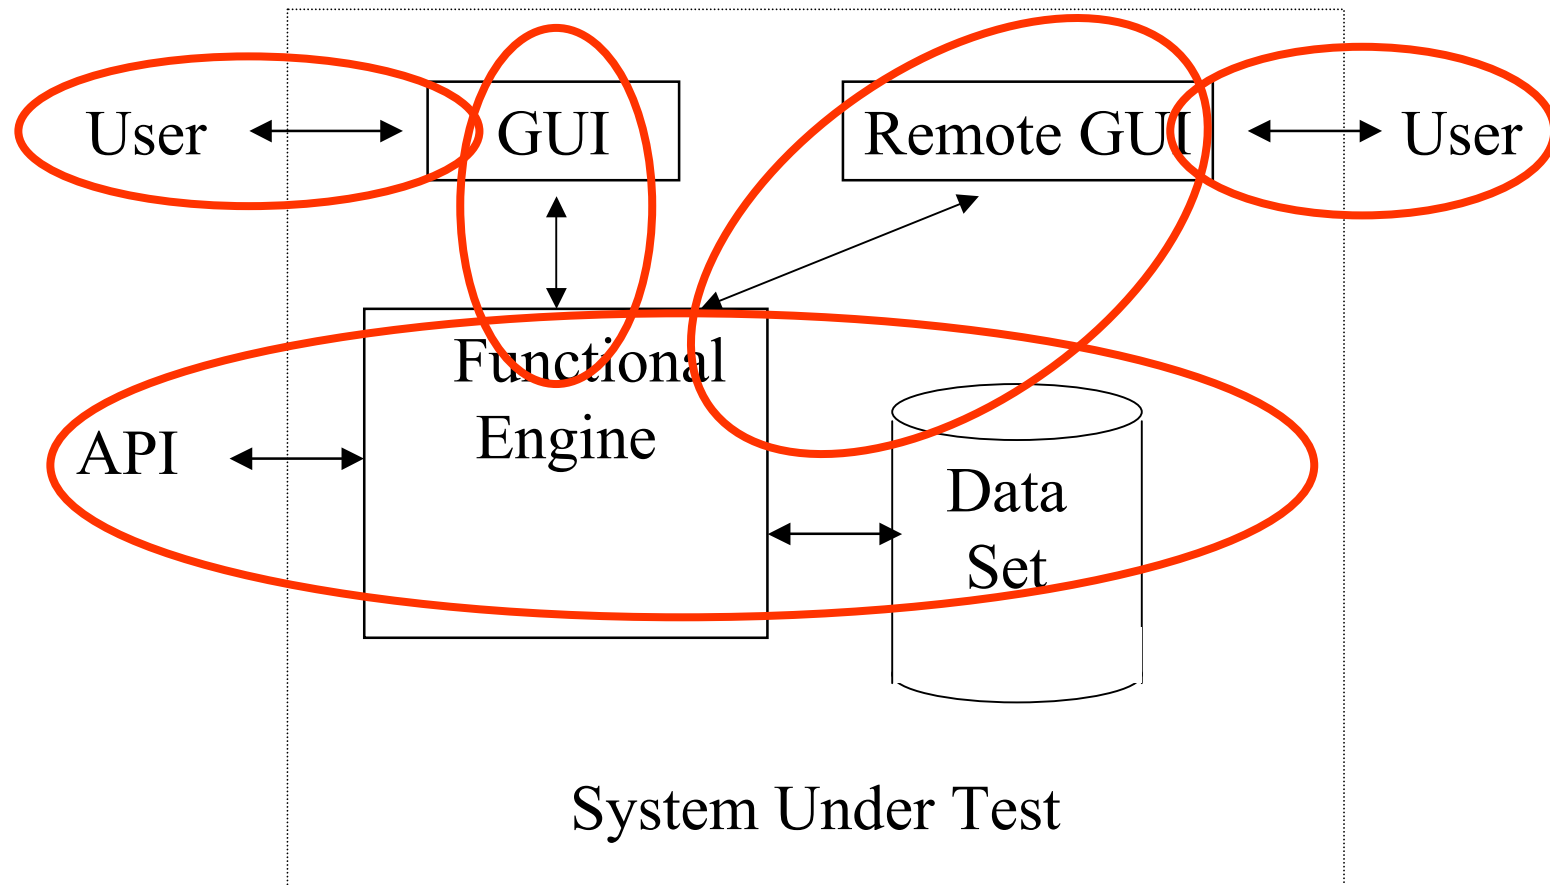 User
GUI
Remote GUI
User
Functional
Engine
API
Data
Set
System Under Test